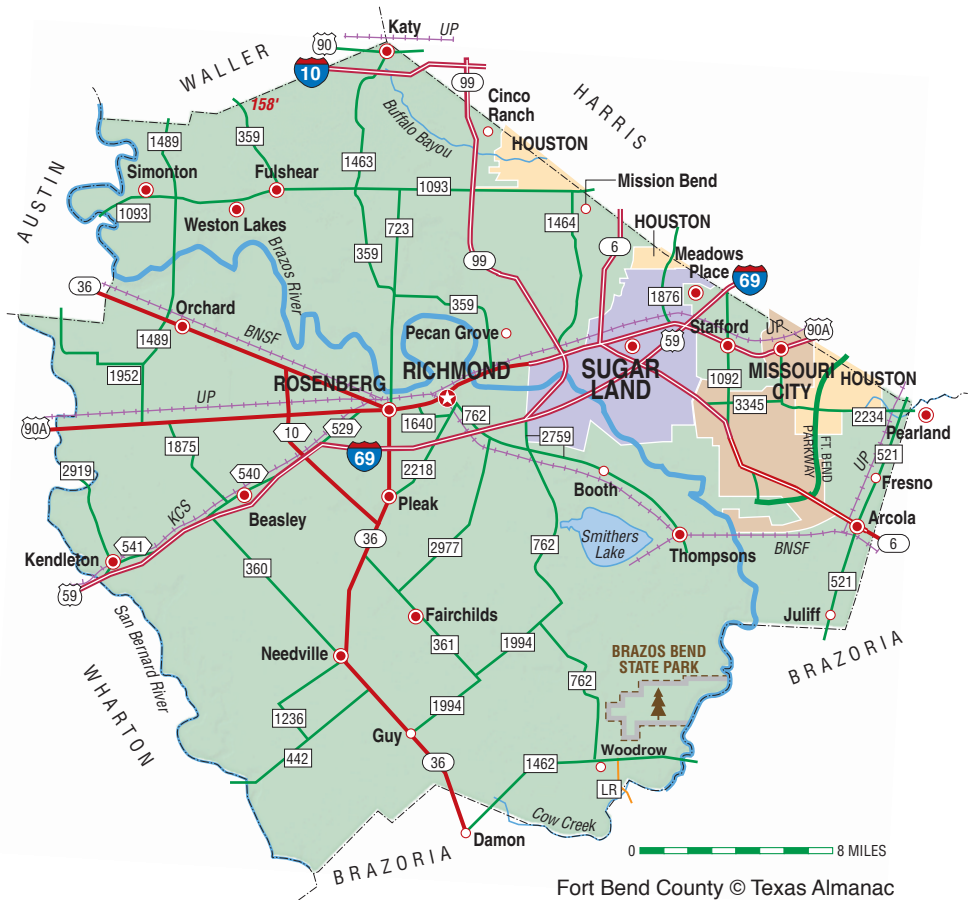 Katy
UP
90
10
WALLER
99
158'
Cinco
Ranch
HARRIS
Buffalo Bayou
HOUSTON
1489
359
1463
Simonton
Fulshear
1093
Mission Bend
AUSTIN
1093
Weston Lakes
723
1464
HOUSTON
6
Brazos River
359
99
Meadows
Place
69
36
1876
Orchard
359
BNSF
Pecan Grove
Stafford
UP
90A
59
1489
1952
ROSENBERG
RICHMOND
SUGAR
LAND
1092
MISSOURI
CITY
HOUSTON
UP
762
3345
2234
90A
10
529
1640
2759
Pearland
1875
69
FT. BEND
PARKWAY
UP
521
2919
540
2218
Booth
Fresno
KCS
Beasley
Pleak
Arcola
541
36
2977
762
Smithers
Lake
Thompsons
BNSF
6
Kendleton
360
521
59
San Bernard River
Fairchilds
Juliff
361
1994
Needville
BRAZOS BEND
STATE PARK
BRAZORIA
WHARTON
762
1236
1994
442
Guy
36
1462
Woodrow
LR
Cow Creek
Damon
BRAZORIA
0 8 MILES
Fort Bend County © Texas Almanac